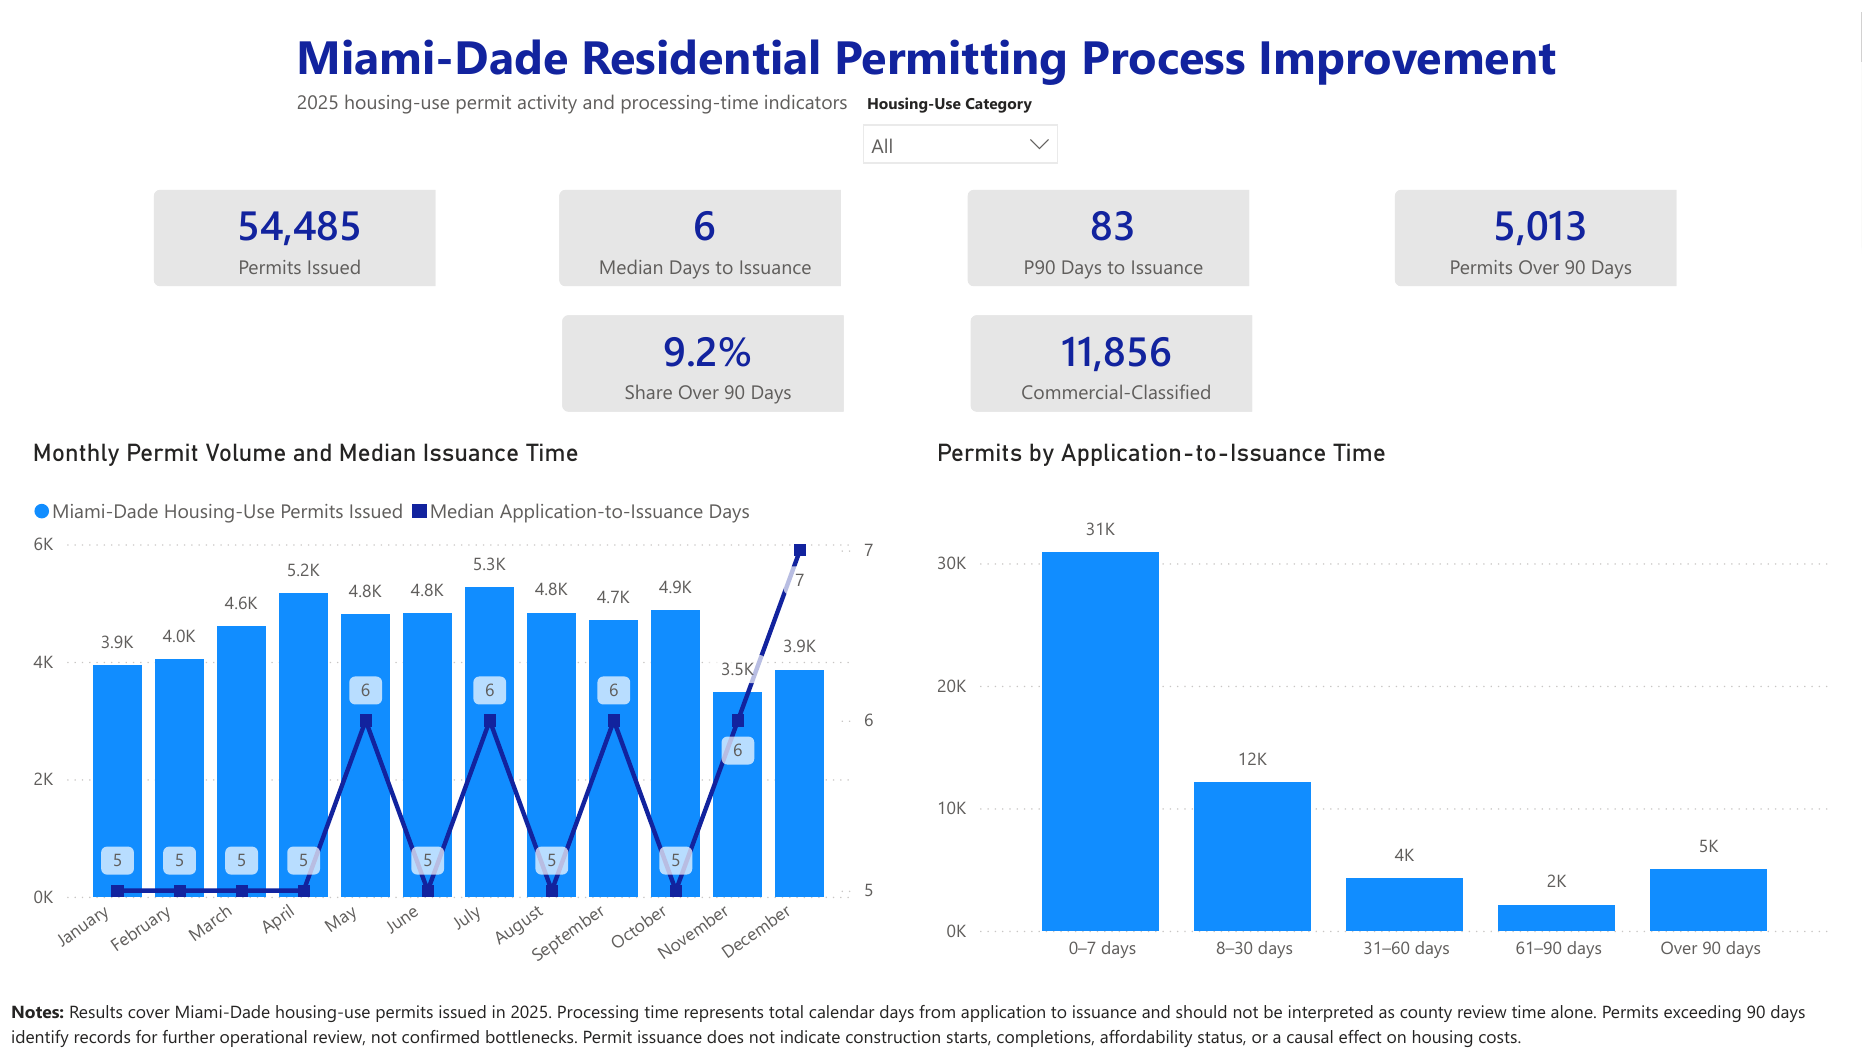 Miami-Dade Residential Permitting Process Improvement
2025 housing-use permit activity and processing-time indicators
Housing-Use Category
All
54,485
Permits Issued
6
Median Days to Issuance
83
P90 Days to Issuance
5,013
Permits Over 90 Days
9.2%
Share Over 90 Days
11,856
Commercial-Classified
Monthly Permit Volume and Median Issuance Time
Miami-Dade Housing-Use Permits Issued
Median Application-to-Issuance Days
6K
4K
2K
0K
3.9K
4.0K
4.6K
5.2K
4.8K
4.8K
5.3K
4.8K
4.7K
4.9K
3.5K
3.9K
5
5
5
5
6
5
6
5
6
5
6
7
7
6
5
January
February
March
April
May
June
July
August
September
October
November
December
Permits by Application-to-Issuance Time
30K
20K
10K
0K
31K
12K
4K
2K
5K
0–7 days
8–30 days
31–60 days
61–90 days
Over 90 days
Notes: Results cover Miami-Dade housing-use permits issued in 2025. Processing time represents total calendar days from application to issuance and should not be interpreted as county review time alone. Permits exceeding 90 days
identify records for further operational review, not confirmed bottlenecks. Permit issuance does not indicate construction starts, completions, affordability status, or a causal effect on housing costs.